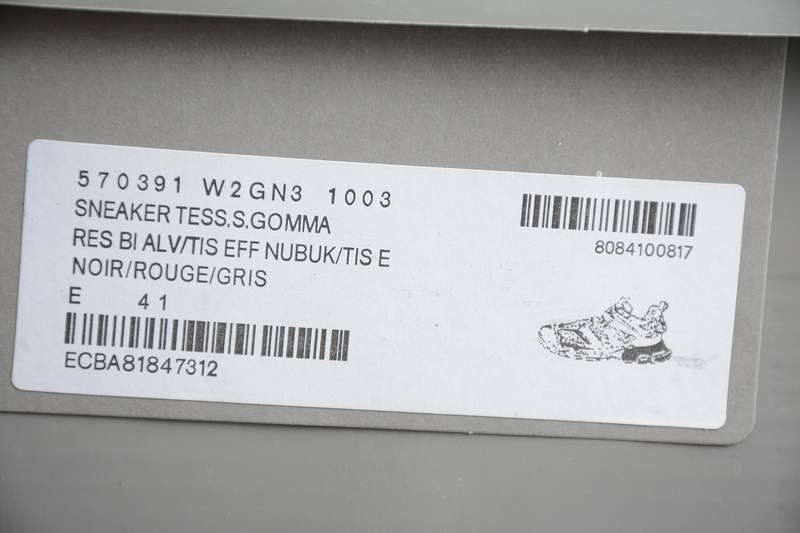 570391 W2GN3 1003
SNEAKER TESS.S.GOMMA
RES BI ALV/TIS EFF NUBUK/TIS E
NOIR/ROUGE/GRIS
E 41
ECBA81847312
8084100817